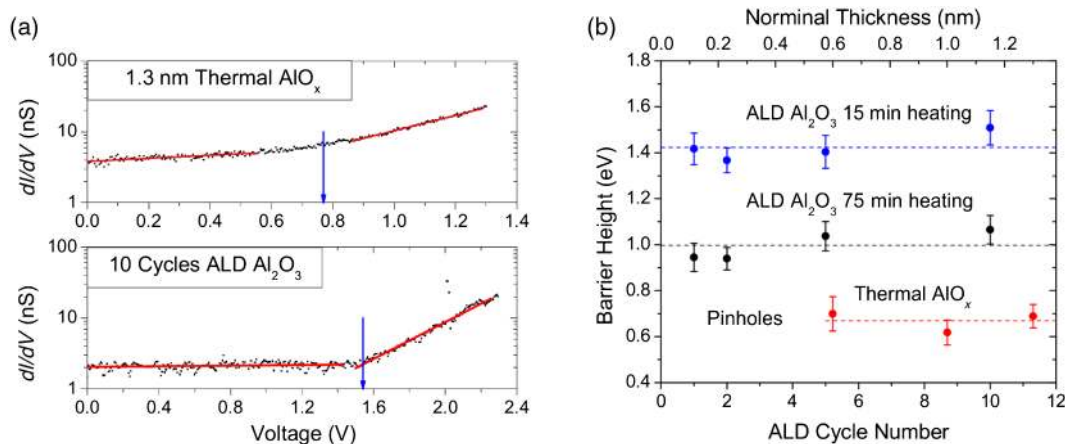 (a)
100
10
1
dI/dV (nS)
1.3 nm Thermal AlOₓ
0.0 0.2 0.4 0.6 0.8 1.0 1.2 1.4
100
10
1
dI/dV (nS)
10 Cycles ALD Al₂O₃
0.0 0.4 0.8 1.2 1.6 2.0 2.4
Voltage (V)
(b)
Norminal Thickness (nm)
0.0 0.2 0.4 0.6 0.8 1.0 1.2
1.6
1.4
1.2
1.0
0.8
0.6
0.4
Barrier Height (eV)
ALD Al₂O₃ 15 min heating
ALD Al₂O₃ 75 min heating
Thermal AlOₓ
Pinholes
0 2 4 6 8 10 12
ALD Cycle Number